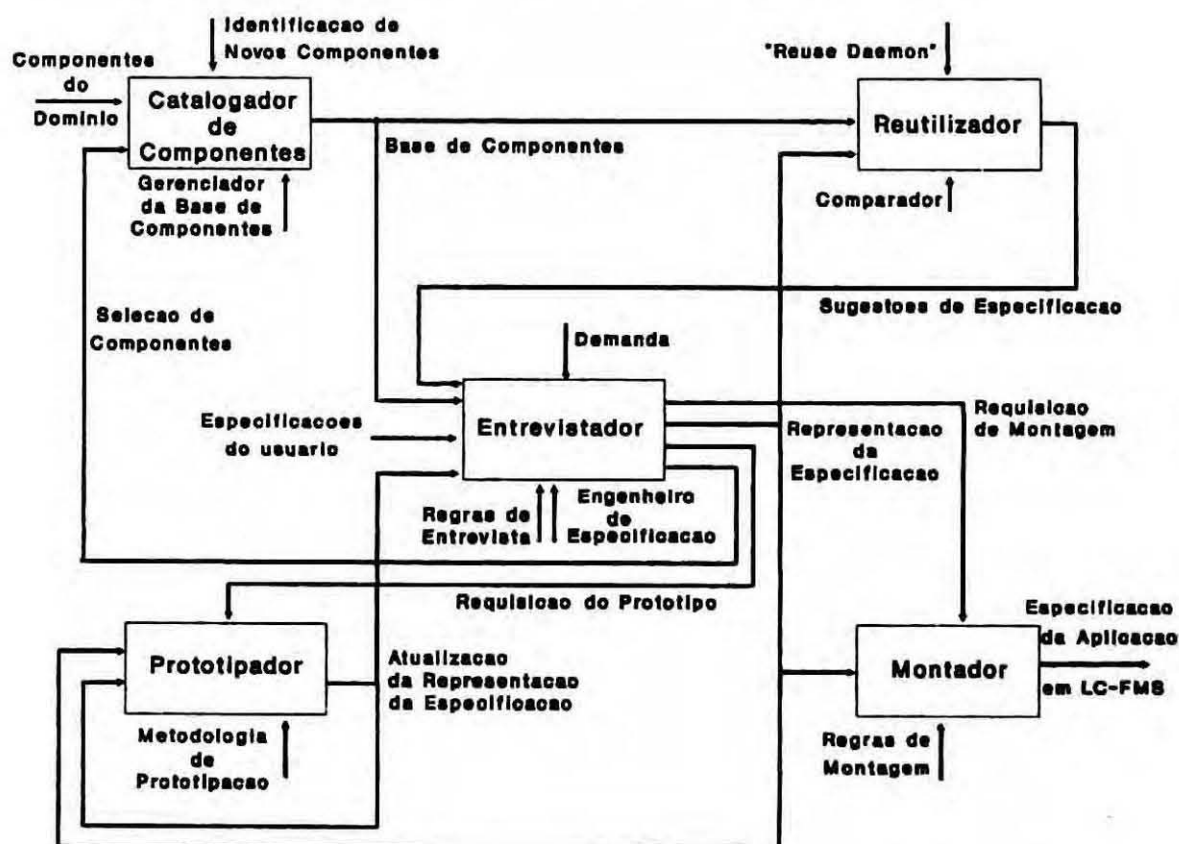 Identificacao de
Novos Componentes
Componentes
do
Dominio
Catalogador
de
Componentes
Gerenciador
da Base de
Componentes
Base de Componentes
"Reuse Daemon"
Reutilizador
Comparador
Sugestoes de Especificacao
Selecao de
Componentes
Demanda
Especificacoes
do usuario
Entrevistador
Regras de
Entrevista
Engenheiro
de
Especificacao
Requisicao
de Montagem
Representacao
da
Especificacao
Requisicao do Prototipo
Prototipador
Metodologia
de
Prototipacao
Atualizacao
da Representacao
da Especificacao
Montador
Regras de
Montagem
Especificacao
da Aplicacao
em LC-FMS